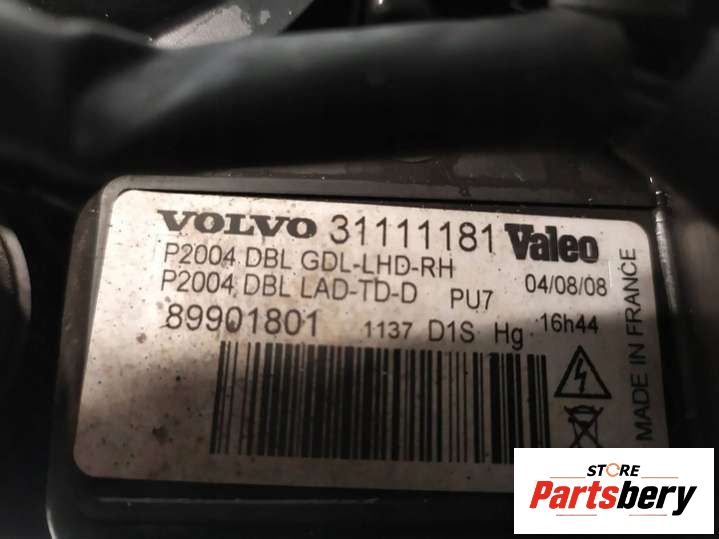 VOLVO 31111181 Valeo
P2004 DBL GDL-LHD-RH
P2004 DBL LAD-TD-D PU7 04/08/08
89901801 1137 D1S Hg 16h44
MADE IN FRANCE
STORE
Partsbery